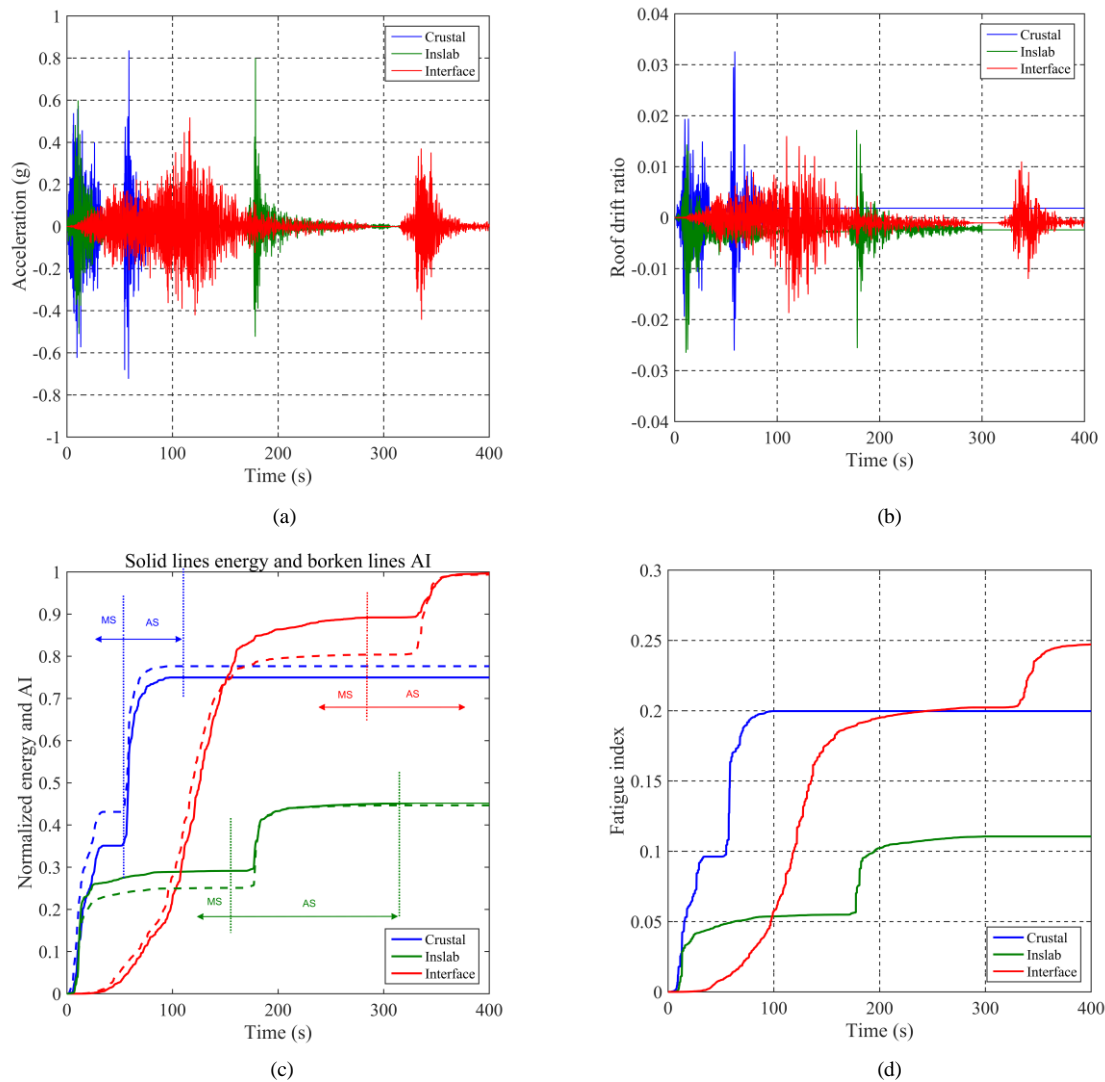 1
0.8
0.6
0.4
0.2
0
-0.2
-0.4
-0.6
-0.8
-1
Acceleration (g)
Crustal
Inslab
Interface
0 100 200 300 400
Time (s)
(a)
0.04
0.03
0.02
0.01
0.00
-0.01
-0.02
-0.03
-0.04
Roof drift ratio
Crustal
Inslab
Interface
0 100 200 300 400
Time (s)
(b)
Solid lines energy and borken lines AI
1
0.9
0.8
0.7
0.6
0.5
0.4
0.3
0.2
0.1
0
Normalized energy and AI
MS AS
MS AS
MS AS
Crustal
Inslab
Interface
0 100 200 300 400
Time (s)
(c)
0.3
0.25
0.2
0.15
0.1
0.05
0
Fatigue index
Crustal
Inslab
Interface
0 100 200 300 400
Time (s)
(d)